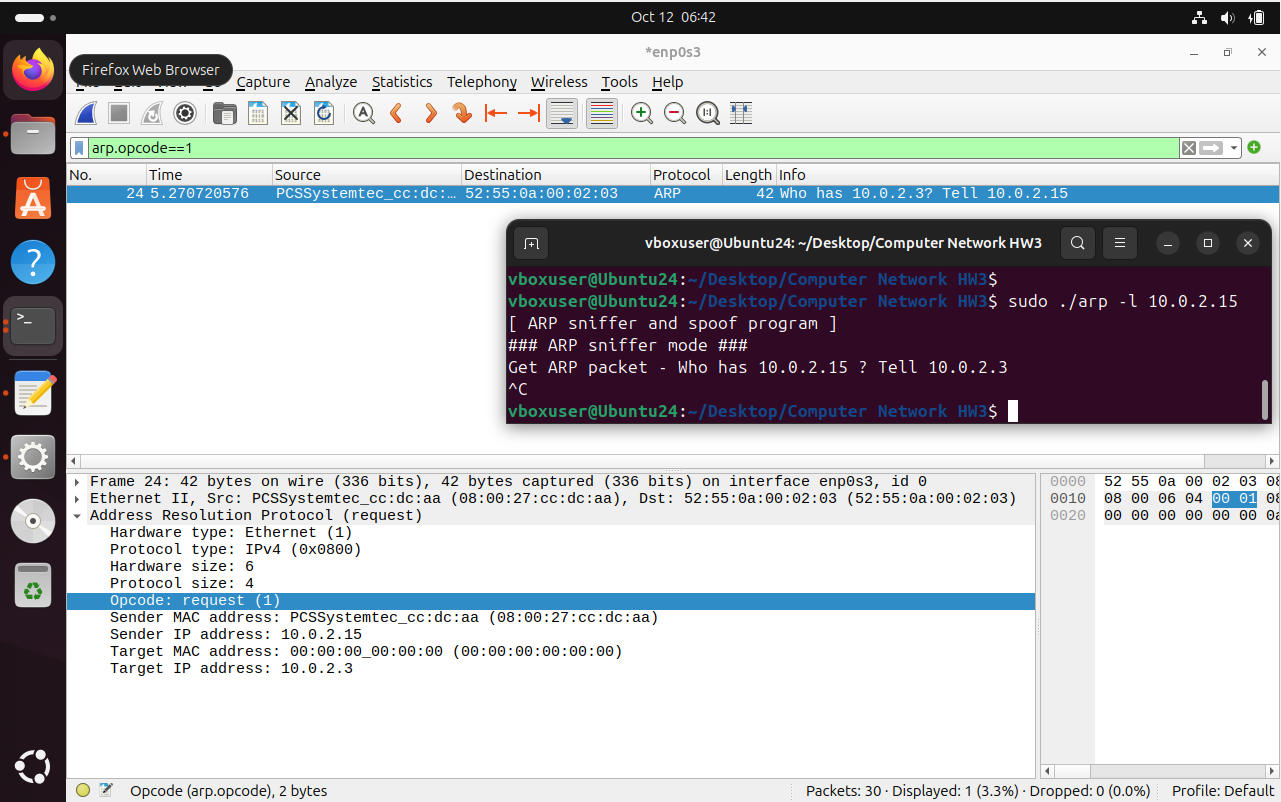 Oct 12 06:42
*enp0s3
Firefox Web Browser
Capture Analyze Statistics Telephony Wireless Tools Help
arp.opcode==1
No. Time Source Destination Protocol Length Info
24 5.270720576 PCSSystemtec_cc:dc:… 52:55:0a:00:02:03 ARP 42 Who has 10.0.2.3? Tell 10.0.2.15
vboxuser@Ubuntu24: ~/Desktop/Computer Network HW3
vboxuser@Ubuntu24:~/Desktop/Computer Network HW3$
vboxuser@Ubuntu24:~/Desktop/Computer Network HW3$ sudo ./arp -l 10.0.2.15
[ ARP sniffer and spoof program ]
### ARP sniffer mode ###
Get ARP packet - Who has 10.0.2.15 ? Tell 10.0.2.3
^C
vboxuser@Ubuntu24:~/Desktop/Computer Network HW3$
Frame 24: 42 bytes on wire (336 bits), 42 bytes captured (336 bits) on interface enp0s3, id 0
Ethernet II, Src: PCSSystemtec_cc:dc:aa (08:00:27:cc:dc:aa), Dst: 52:55:0a:00:02:03 (52:55:0a:00:02:03)
Address Resolution Protocol (request)
Hardware type: Ethernet (1)
Protocol type: IPv4 (0x0800)
Hardware size: 6
Protocol size: 4
Opcode: request (1)
Sender MAC address: PCSSystemtec_cc:dc:aa (08:00:27:cc:dc:aa)
Sender IP address: 10.0.2.15
Target MAC address: 00:00:00_00:00:00 (00:00:00:00:00:00)
Target IP address: 10.0.2.3
0000 52 55 0a 00 02 03 08
0010 08 00 06 04 00 01 08
0020 00 00 00 00 00 00 0a
Opcode (arp.opcode), 2 bytes
Packets: 30 · Displayed: 1 (3.3%) · Dropped: 0 (0.0%)
Profile: Default